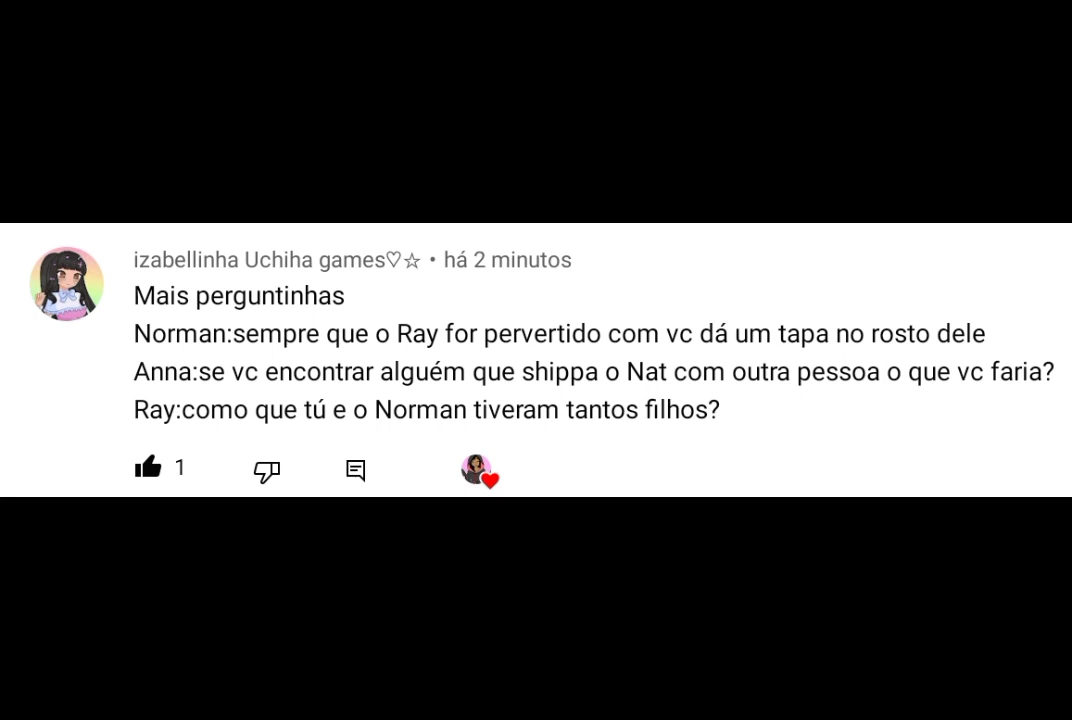 izabellinha Uchiha games♡☆ • há 2 minutos
Mais perguntinhas
Norman:sempre que o Ray for pervertido com vc dá um tapa no rosto dele
Anna:se vc encontrar alguém que shippa o Nat com outra pessoa o que vc faria?
Ray:como que tú e o Norman tiveram tantos filhos?
1